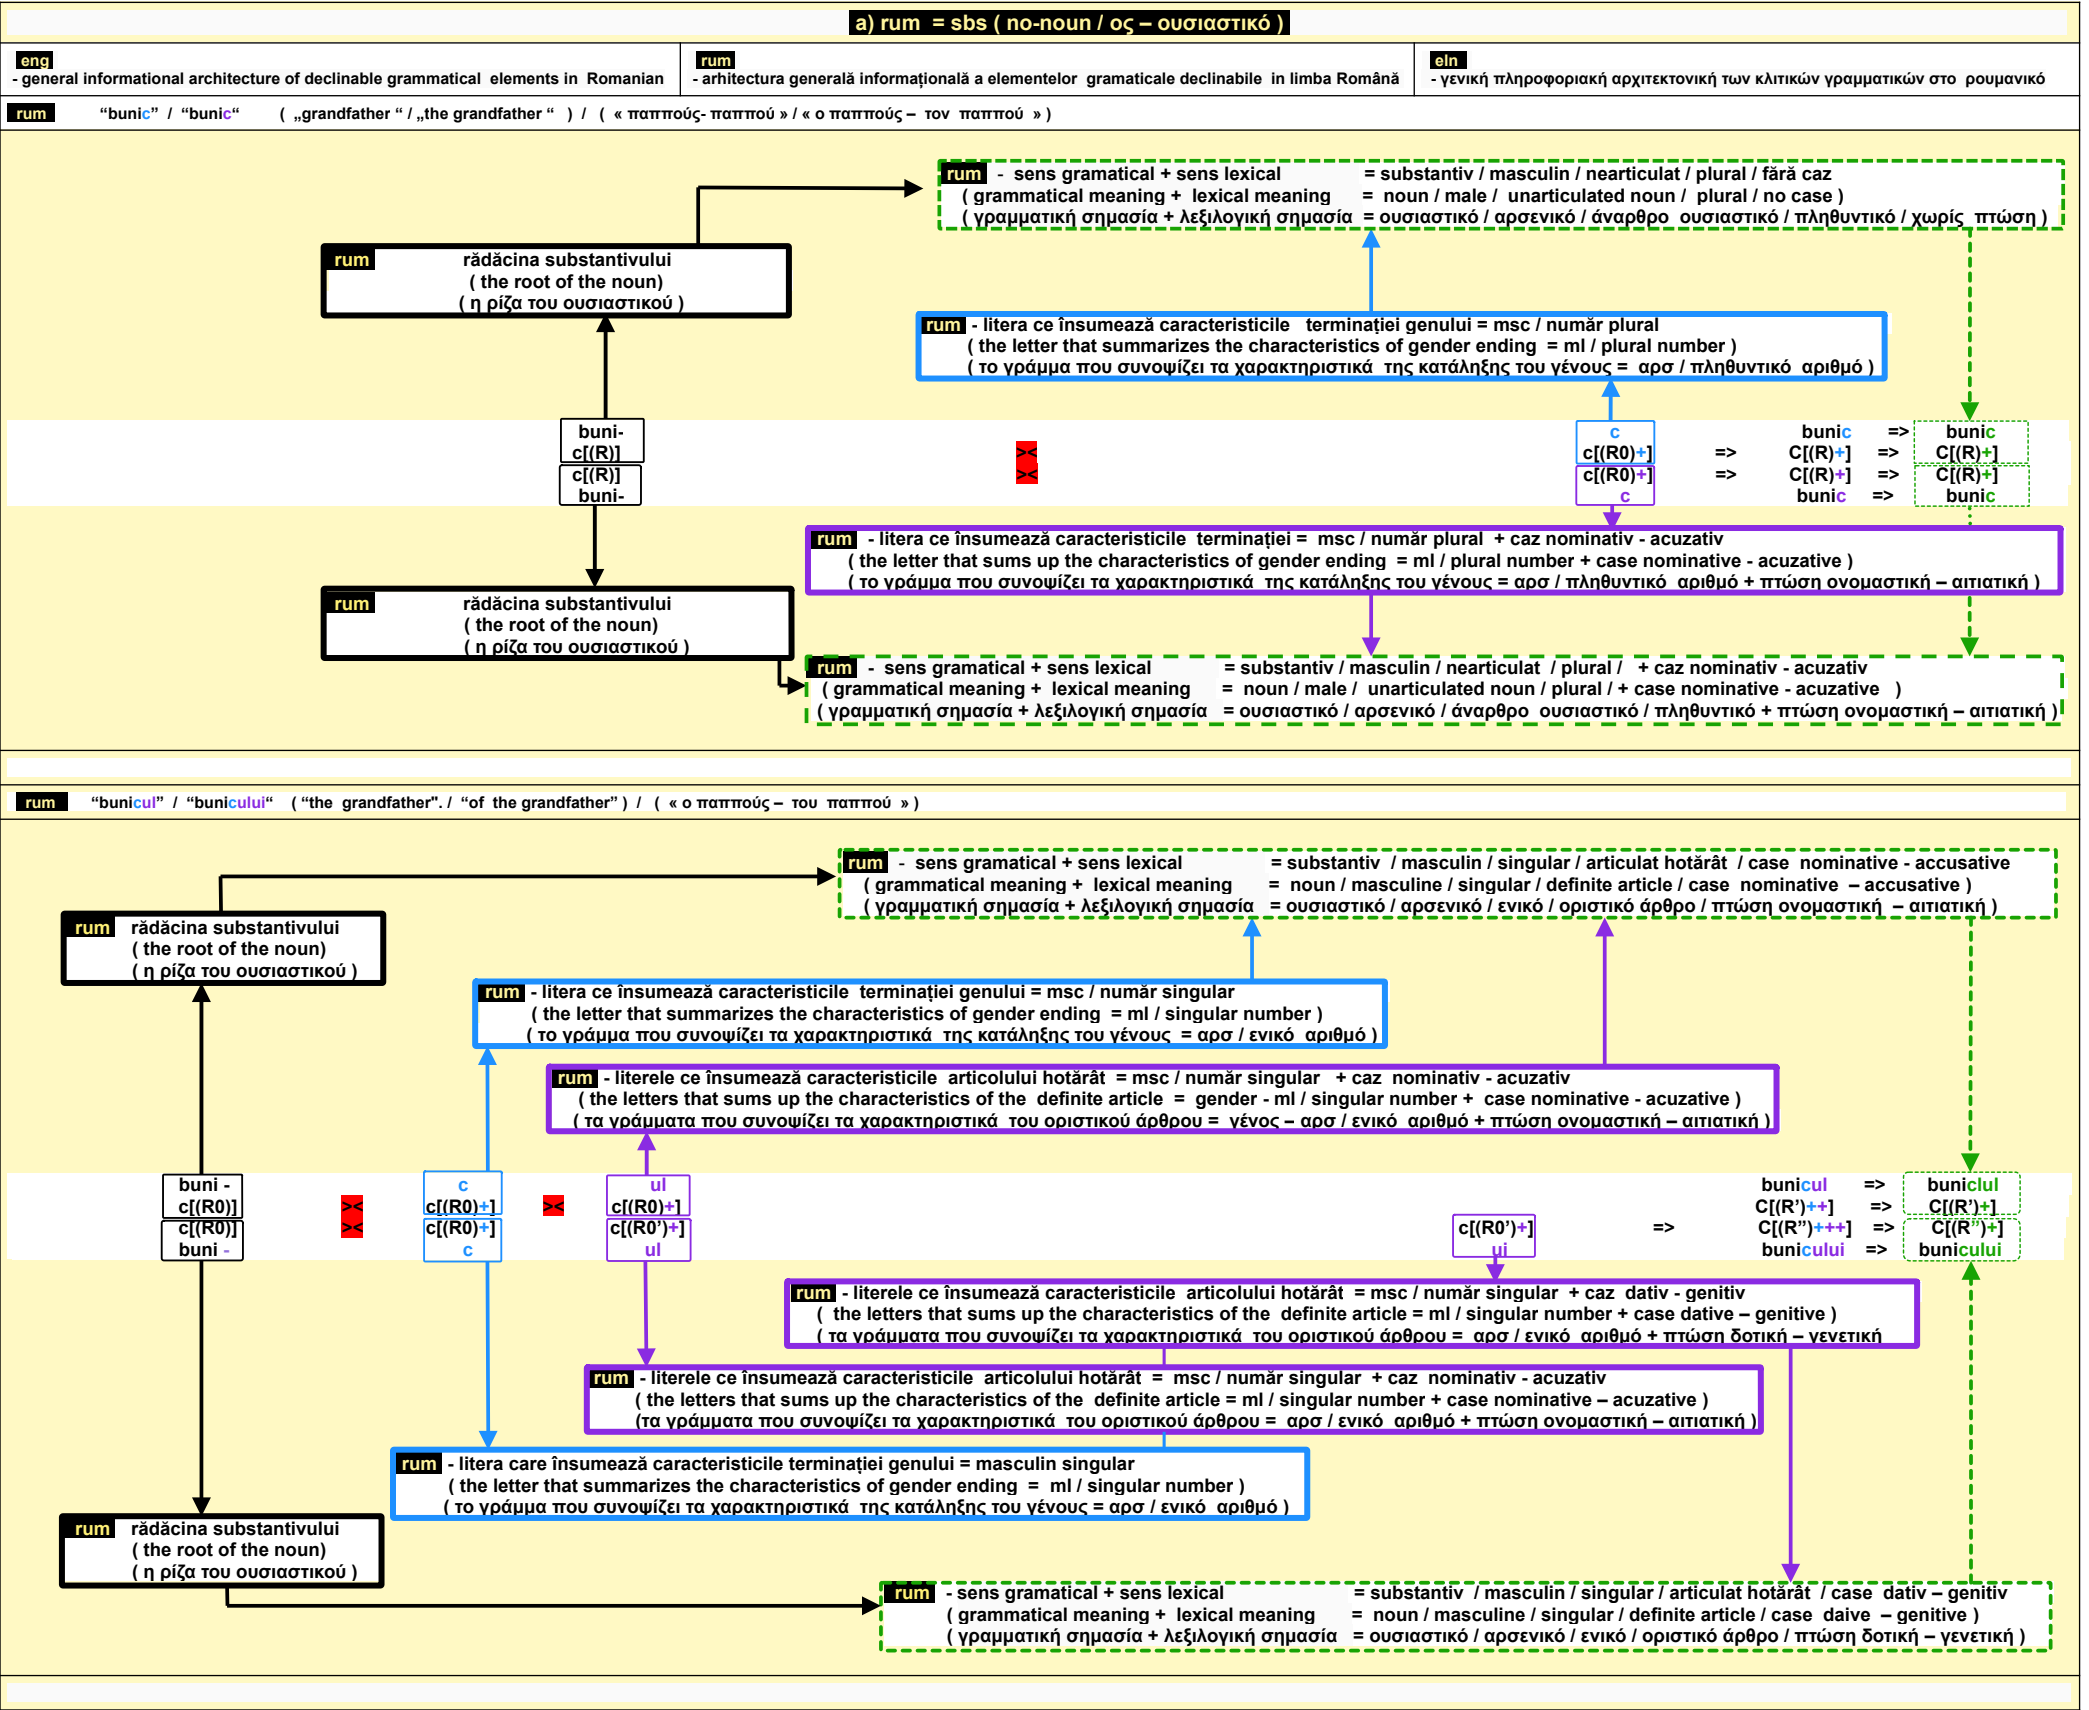 a) rum = sbs ( no-noun / ος – ουσιαστικό )
eng
- general informational architecture of declinable grammatical elements in Romanian
rum
- arhitectura generală informațională a elementelor gramaticale declinabile in limba Română
eln
- γενική πληροφοριακή αρχιτεκτονική των κλιτικών γραμματικών στο ρουμανικό
rum “bunic” / “bunic“ ( „grandfather “ / „the grandfather “ ) / ( « παππούς- παππού » / « ο παππούς – τον παππού » )
rum - sens gramatical + sens lexical = substantiv / masculin / nearticulat / plural / fără caz
( grammatical meaning + lexical meaning = noun / male / unarticulated noun / plural / no case )
( γραμματική σημασία + λεξιλογική σημασία = ουσιαστικό / αρσενικό / άναρθρο ουσιαστικό / πληθυντικό / χωρίς πτώση )
rum rădăcina substantivului
( the root of the noun)
( η ρίζα του ουσιαστικού )
rum - litera ce însumează caracteristicile terminației genului = msc / număr plural
( the letter that summarizes the characteristics of gender ending = ml / plural number )
( το γράμμα που συνοψίζει τα χαρακτηριστικά της κατάληξης του γένους = αρσ / πληθυντικό αριθμό )
buni- c bunic => bunic
c[(R)] >< c[(R0)+] => C[(R)+] => C[(R)+]
c[(R)] >< c[(R0)+] => C[(R)+] => C[(R)+]
buni- c bunic => bunic
rum - litera ce însumează caracteristicile terminației = msc / număr plural + caz nominativ - acuzativ
( the letter that sums up the characteristics of gender ending = ml / plural number + case nominative - acuzative )
( το γράμμα που συνοψίζει τα χαρακτηριστικά της κατάληξης του γένους = αρσ / πληθυντικό αριθμό + πτώση ονομαστική – αιτιατική )
rum rădăcina substantivului
( the root of the noun)
( η ρίζα του ουσιαστικού )
rum - sens gramatical + sens lexical = substantiv / masculin / nearticulat / plural / + caz nominativ - acuzativ
( grammatical meaning + lexical meaning = noun / male / unarticulated noun / plural / + case nominative - acuzative )
( γραμματική σημασία + λεξιλογική σημασία = ουσιαστικό / αρσενικό / άναρθρο ουσιαστικό / πληθυντικό + πτώση ονομαστική – αιτιατική )
rum “bunicul” / “bunicului“ ( “the grandfather". / “of the grandfather” ) / ( « ο παππούς – του παππού » )
rum - sens gramatical + sens lexical = substantiv / masculin / singular / articulat hotărât / case nominative - accusative
( grammatical meaning + lexical meaning = noun / masculine / singular / definite article / case nominative – accusative )
( γραμματική σημασία + λεξιλογική σημασία = ουσιαστικό / αρσενικό / ενικό / οριστικό άρθρο / πτώση ονομαστική – αιτιατική )
rum rădăcina substantivului
( the root of the noun)
( η ρίζα του ουσιαστικού )
rum - litera ce însumează caracteristicile terminației genului = msc / număr singular
( the letter that summarizes the characteristics of gender ending = ml / singular number )
( το γράμμα που συνοψίζει τα χαρακτηριστικά της κατάληξης του γένους = αρσ / ενικό αριθμό )
rum - literele ce însumează caracteristicile articolului hotărât = msc / număr singular + caz nominativ - acuzativ
( the letters that sums up the characteristics of the definite article = gender - ml / singular number + case nominative - acuzative )
( τα γράμματα που συνοψίζει τα χαρακτηριστικά του οριστικού άρθρου = γένος – αρσ / ενικό αριθμό + πτώση ονομαστική – αιτιατική )
buni - c ul bunicul => buniclul
c[(R0)] >< c[(R0)+] >< c[(R0)+] C[(R’)++] => C[(R’)+]
c[(R0)] >< c[(R0)+] c[(R0’)+] c[(R0’)+] => C[(R”)+++] => C[(R”)+]
buni - c ul ui bunicului => bunicului
rum - literele ce însumează caracteristicile articolului hotărât = msc / număr singular + caz dativ - genitiv
( the letters that sums up the characteristics of the definite article = ml / singular number + case dative – genitive )
( τα γράμματα που συνοψίζει τα χαρακτηριστικά του οριστικού άρθρου = αρσ / ενικό αριθμό + πτώση δοτική – γενετική
rum - literele ce însumează caracteristicile articolului hotărât = msc / număr singular + caz nominativ - acuzativ
( the letters that sums up the characteristics of the definite article = ml / singular number + case nominative – acuzative )
(τα γράμματα που συνοψίζει τα χαρακτηριστικά του οριστικού άρθρου = αρσ / ενικό αριθμό + πτώση ονομαστική – αιτιατική )
rum - litera care însumează caracteristicile terminației genului = masculin singular
( the letter that summarizes the characteristics of gender ending = ml / singular number )
( το γράμμα που συνοψίζει τα χαρακτηριστικά της κατάληξης του γένους = αρσ / ενικό αριθμό )
rum rădăcina substantivului
( the root of the noun)
( η ρίζα του ουσιαστικού )
rum - sens gramatical + sens lexical = substantiv / masculin / singular / articulat hotărât / case dativ – genitiv
( grammatical meaning + lexical meaning = noun / masculine / singular / definite article / case daive – genitive )
( γραμματική σημασία + λεξιλογική σημασία = ουσιαστικό / αρσενικό / ενικό / οριστικό άρθρο / πτώση δοτική – γενετική )